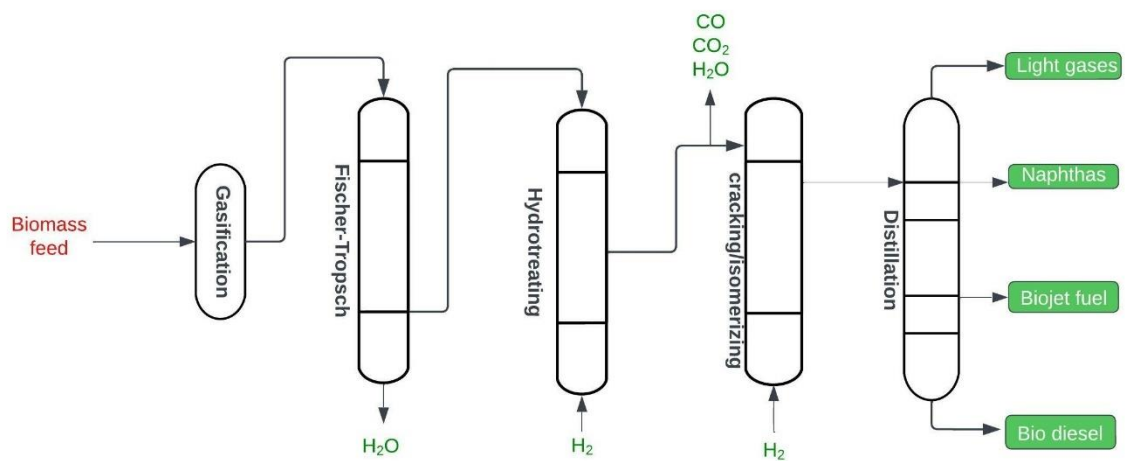 Biomass
feed
Gasification
Fischer-Tropsch
H₂O
Hydrotreating
H₂
CO
CO₂
H₂O
cracking/isomerizing
H₂
Distillation
Light gases
Naphthas
Biojet fuel
Bio diesel